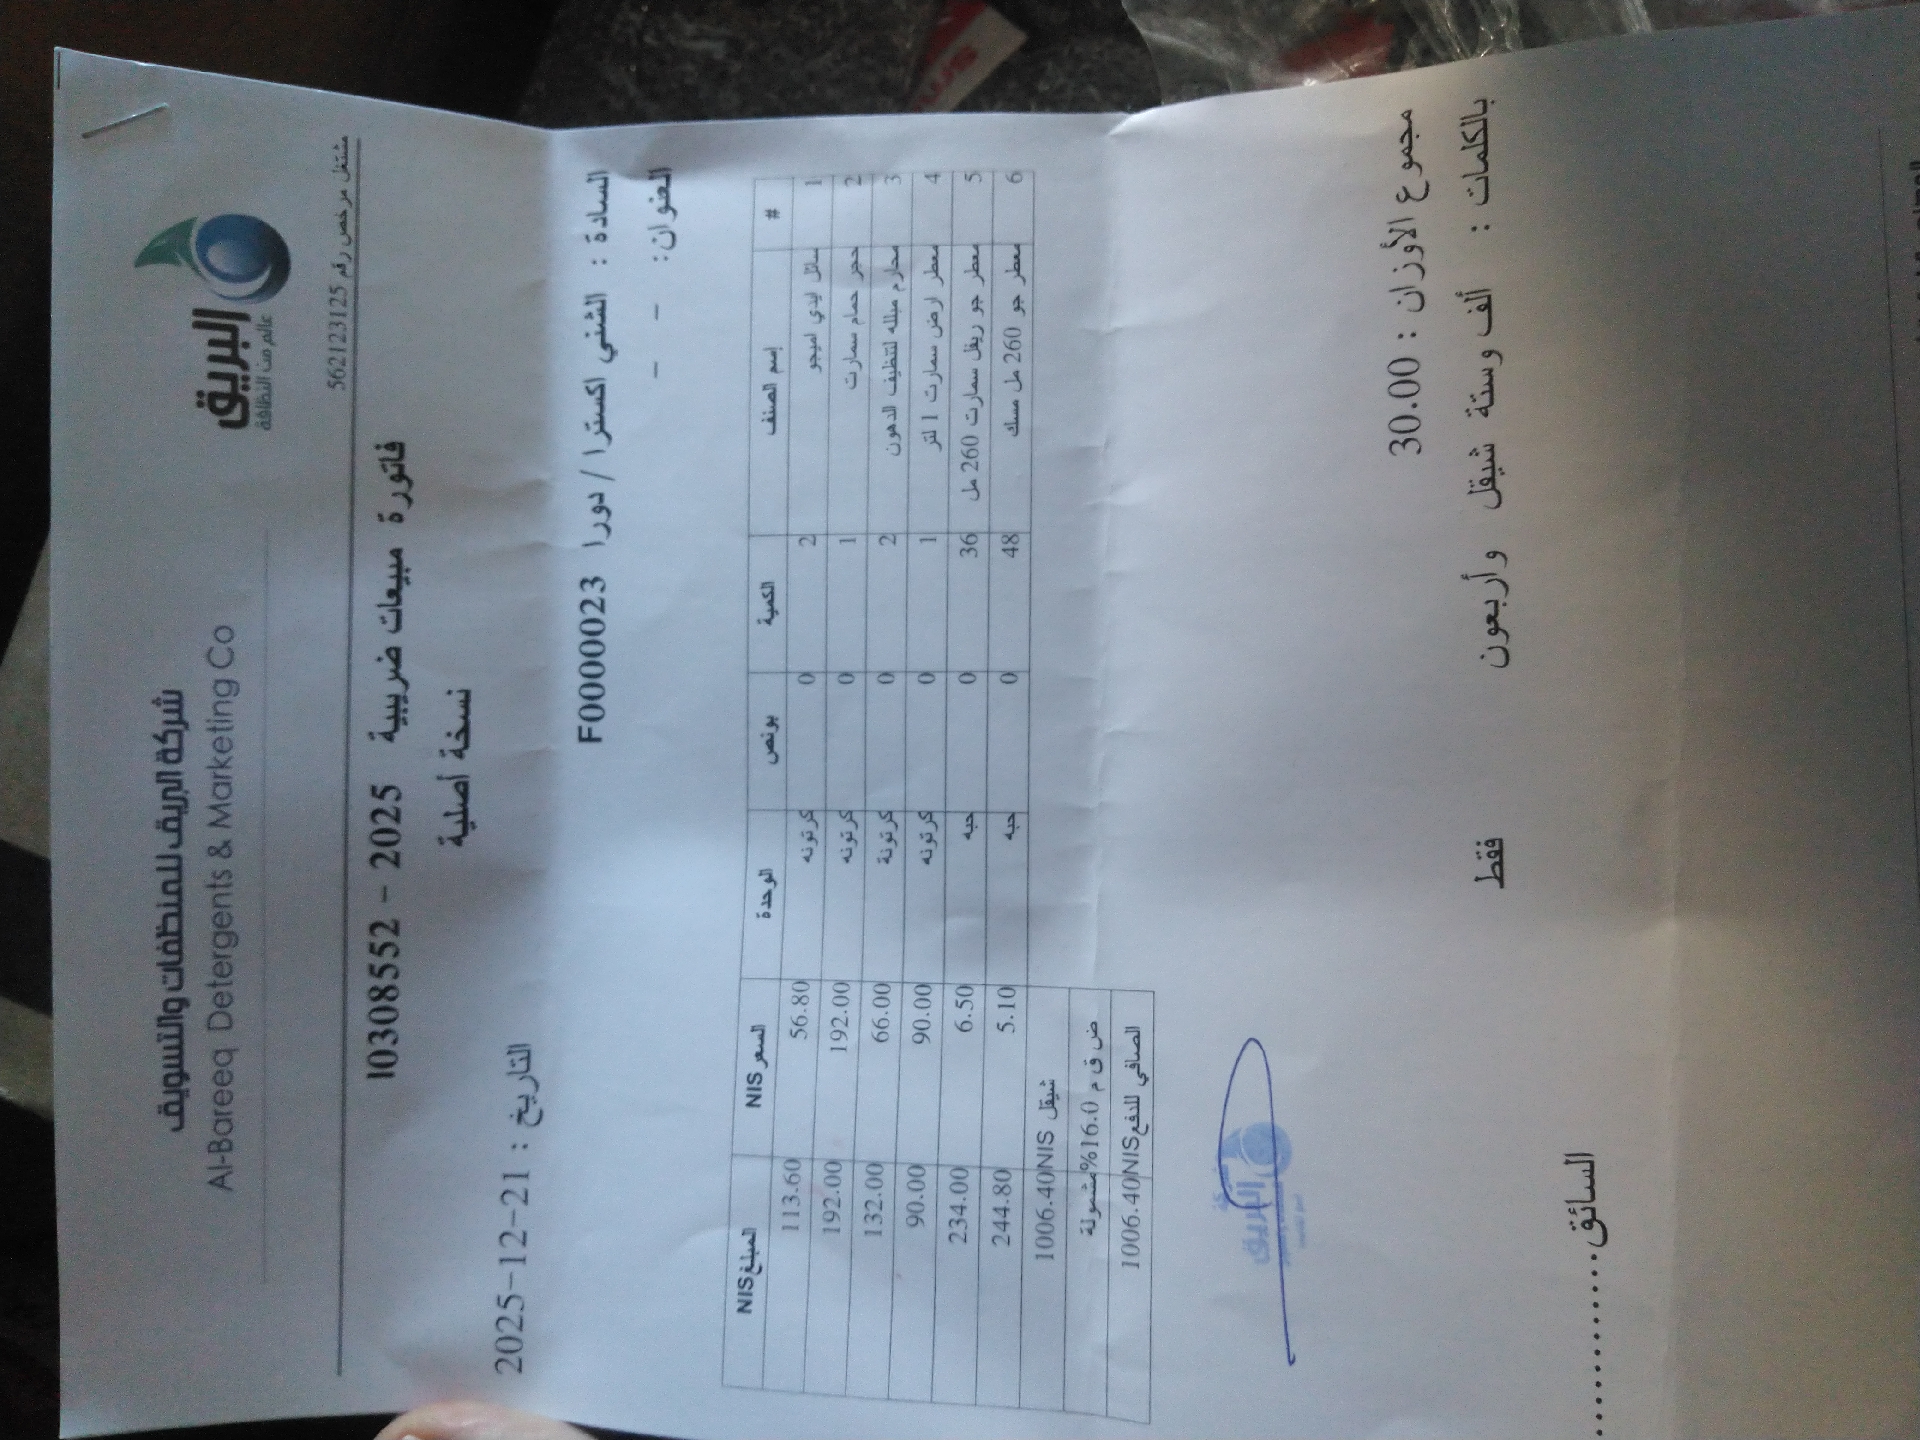 شركة البريق للمنظفات والتسويق
Al-Bareeq Detergents & Marketing Co
البريق
عالم من النظافة
مشتغل مرخص رقم 562123125
فاتورة مبيعات ضريبية 2025 - I0308552
نسخة أصلية
التاريخ : 2025-12-21
السادة : الشني اكسترا / دورا F0000023
العنوان: - -
# إسم الصنف الكمية بونص الوحدة السعر NIS المبلغ NIS
1 سائل ايدي اميجو 2 0 كرتونه 56.80 113.60
2 حجر حمام سمارت 1 0 كرتونه 192.00 192.00
3 محارم مبلله لتنظيف الدهون 2 0 كرتونة 66.00 132.00
4 معطر ارض سمارت 1 لتر 1 0 كرتونه 90.00 90.00
5 معطر جو ريفل سمارت 260 مل 36 0 حبه 6.50 234.00
6 معطر جو 260 مل مسك 48 0 حبه 5.10 244.80
شيقل NIS 1006.40
ض ق م 16.0% مشمولة
الصافي للدفع NIS 1006.40
البريق
مجموع الأوزان : 30.00
بالكلمات : ألف وستة شيقل وأربعون فقط
السائق..............